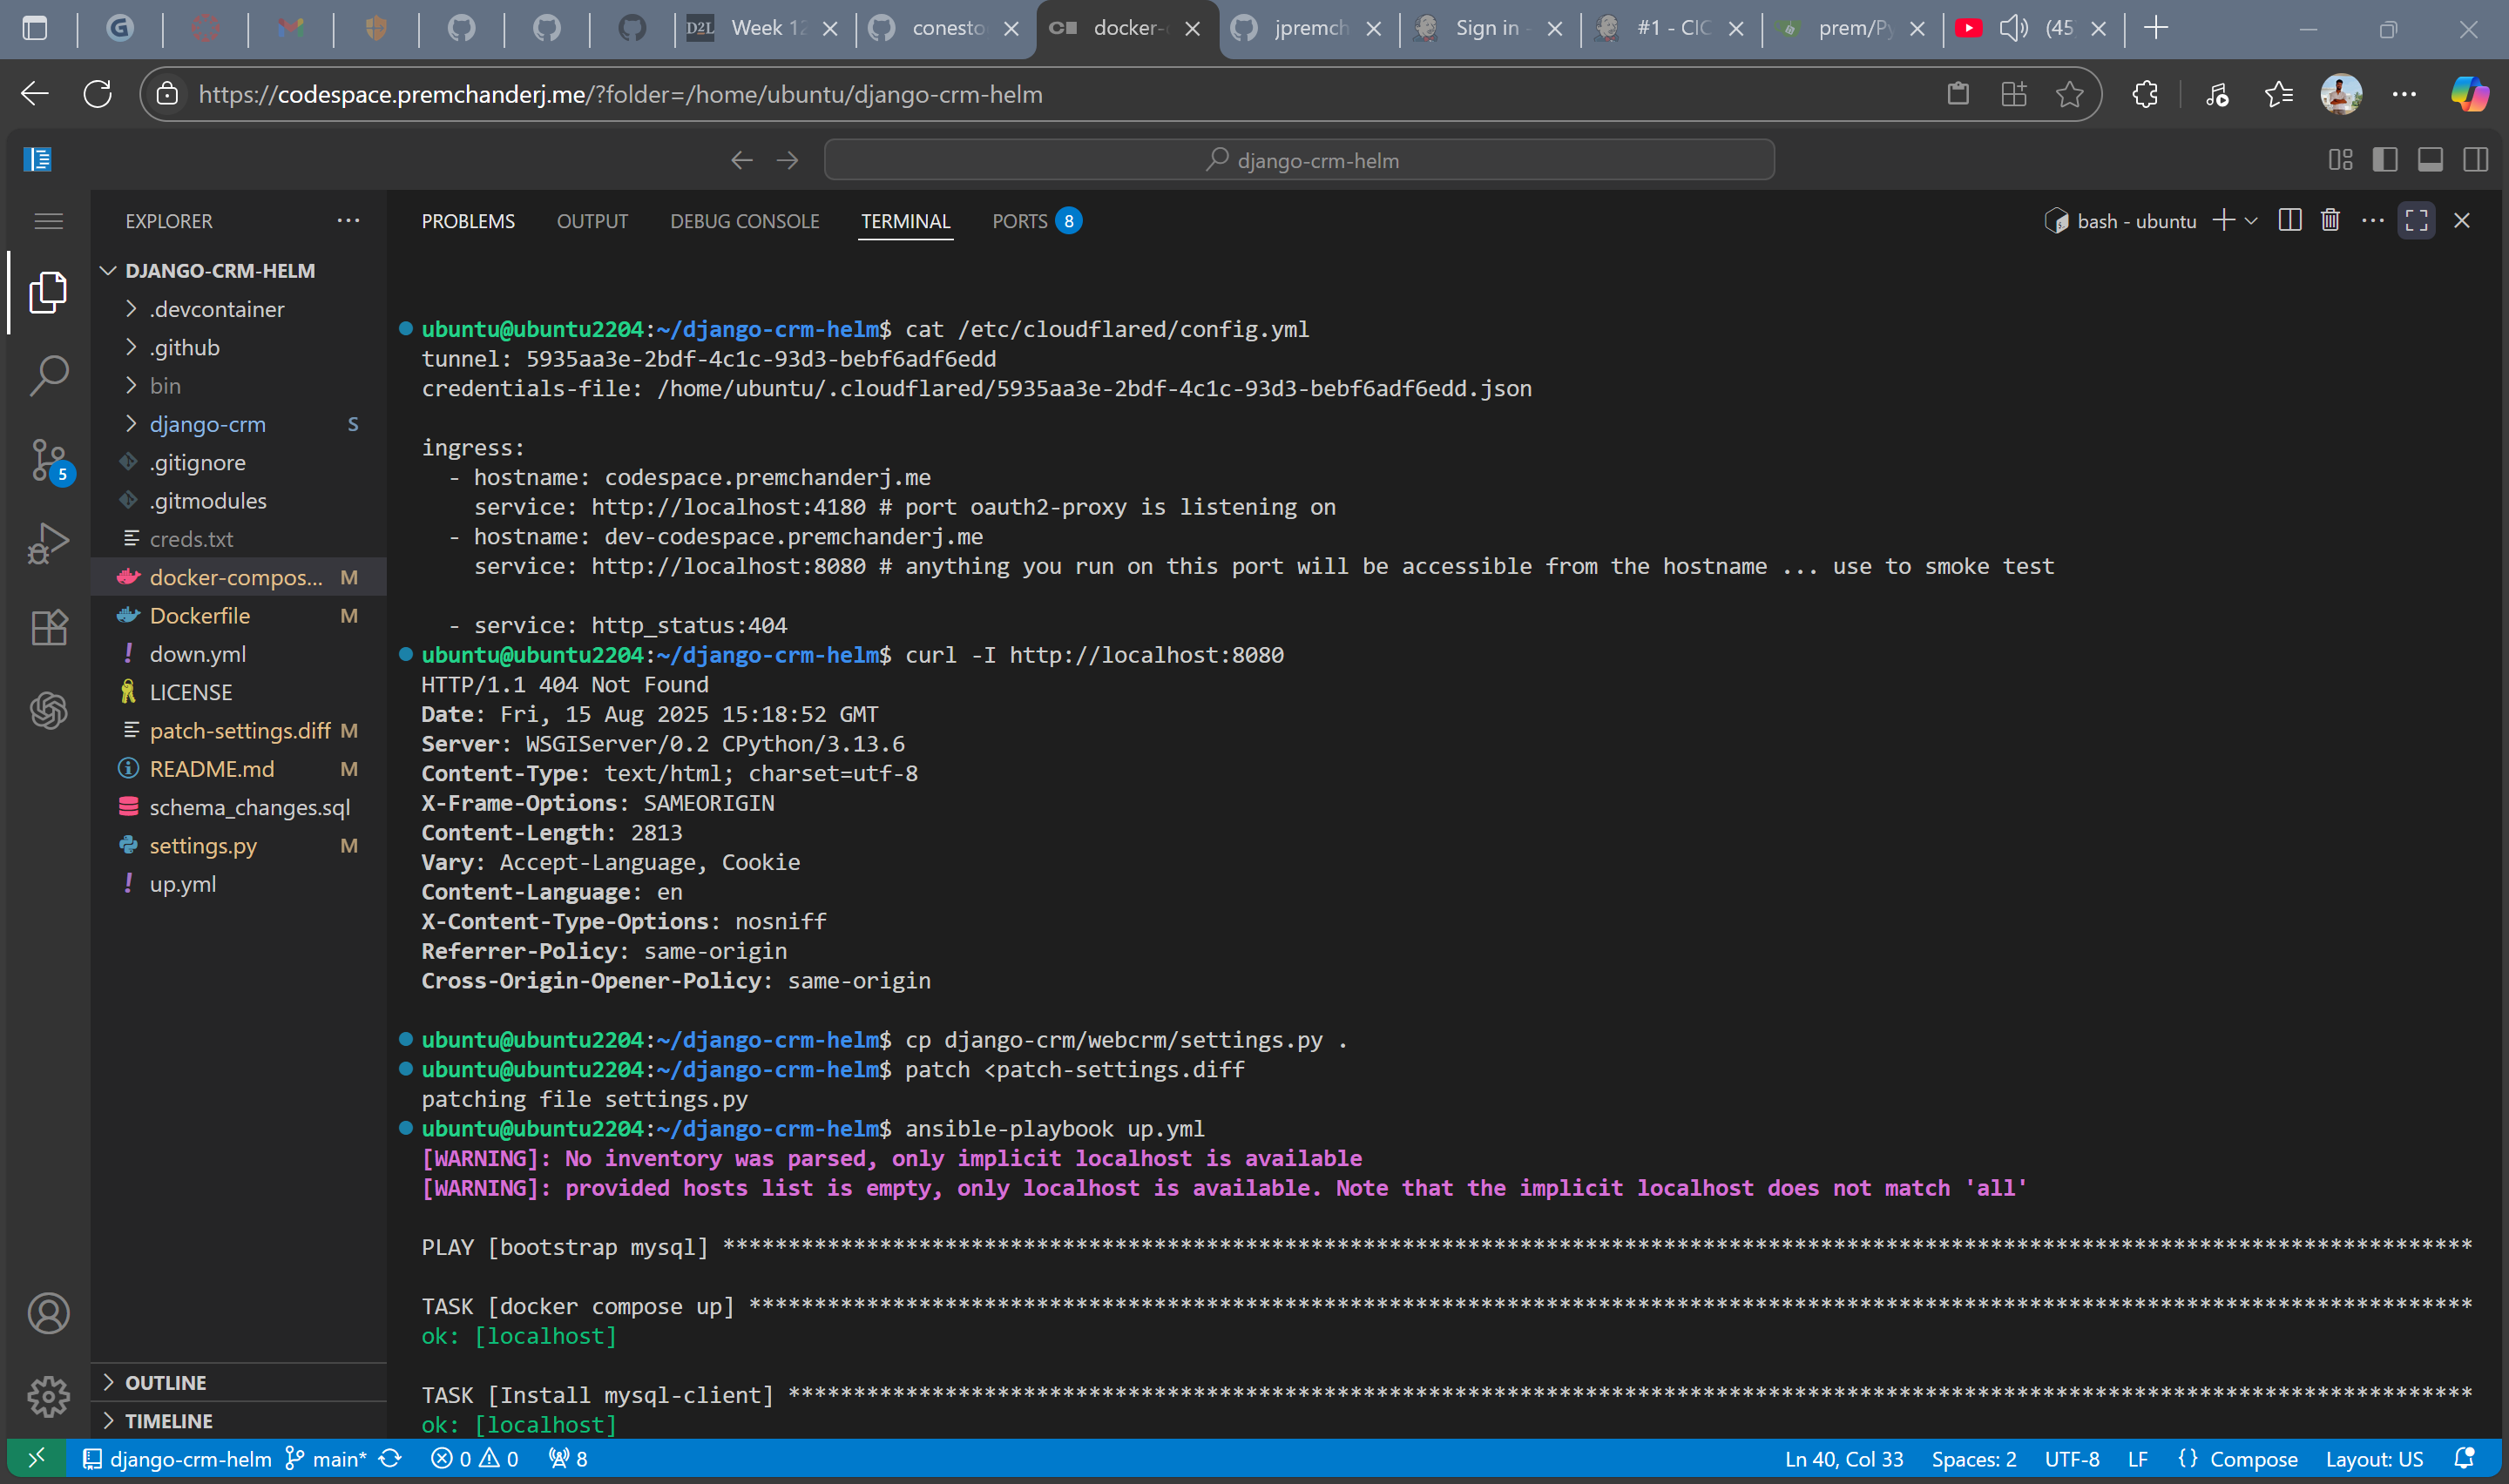 D2L Week 12
conesto
docker-
jpremch
Sign in -
#1 - CIC
prem/Py
(45
https://codespace.premchanderj.me/?folder=/home/ubuntu/django-crm-helm
django-crm-helm
EXPLORER
PROBLEMS OUTPUT DEBUG CONSOLE TERMINAL PORTS 8
bash - ubuntu
DJANGO-CRM-HELM
.devcontainer
.github
bin
django-crm S
.gitignore
.gitmodules
creds.txt
docker-compos... M
Dockerfile M
down.yml
LICENSE
patch-settings.diff M
README.md M
schema_changes.sql
settings.py M
up.yml
5
OUTLINE
TIMELINE
ubuntu@ubuntu2204:~/django-crm-helm$ cat /etc/cloudflared/config.yml
tunnel: 5935aa3e-2bdf-4c1c-93d3-bebf6adf6edd
credentials-file: /home/ubuntu/.cloudflared/5935aa3e-2bdf-4c1c-93d3-bebf6adf6edd.json
ingress:
- hostname: codespace.premchanderj.me
service: http://localhost:4180 # port oauth2-proxy is listening on
- hostname: dev-codespace.premchanderj.me
service: http://localhost:8080 # anything you run on this port will be accessible from the hostname ... use to smoke test
- service: http_status:404
ubuntu@ubuntu2204:~/django-crm-helm$ curl -I http://localhost:8080
HTTP/1.1 404 Not Found
Date: Fri, 15 Aug 2025 15:18:52 GMT
Server: WSGIServer/0.2 CPython/3.13.6
Content-Type: text/html; charset=utf-8
X-Frame-Options: SAMEORIGIN
Content-Length: 2813
Vary: Accept-Language, Cookie
Content-Language: en
X-Content-Type-Options: nosniff
Referrer-Policy: same-origin
Cross-Origin-Opener-Policy: same-origin
ubuntu@ubuntu2204:~/django-crm-helm$ cp django-crm/webcrm/settings.py .
ubuntu@ubuntu2204:~/django-crm-helm$ patch <patch-settings.diff
patching file settings.py
ubuntu@ubuntu2204:~/django-crm-helm$ ansible-playbook up.yml
[WARNING]: No inventory was parsed, only implicit localhost is available
[WARNING]: provided hosts list is empty, only localhost is available. Note that the implicit localhost does not match 'all'
PLAY [bootstrap mysql] **************************************************************************************************************************************
TASK [docker compose up] ************************************************************************************************************************************
ok: [localhost]
TASK [Install mysql-client] *********************************************************************************************************************************
ok: [localhost]
django-crm-helm main* 0 0 8
Ln 40, Col 33 Spaces: 2 UTF-8 LF {} Compose Layout: US